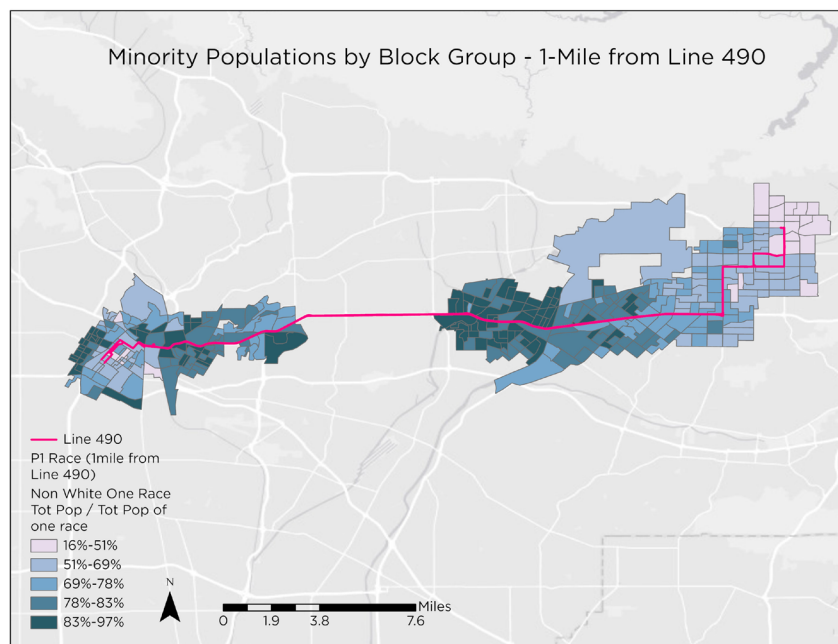 Minority Populations by Block Group - 1-Mile from Line 490
Line 490
P1 Race (1mile from
Line 490)
Non White One Race
Tot Pop / Tot Pop of
one race
16%-51%
51%-69%
69%-78%
78%-83%
83%-97%
N
Miles
0 1.9 3.8 7.6